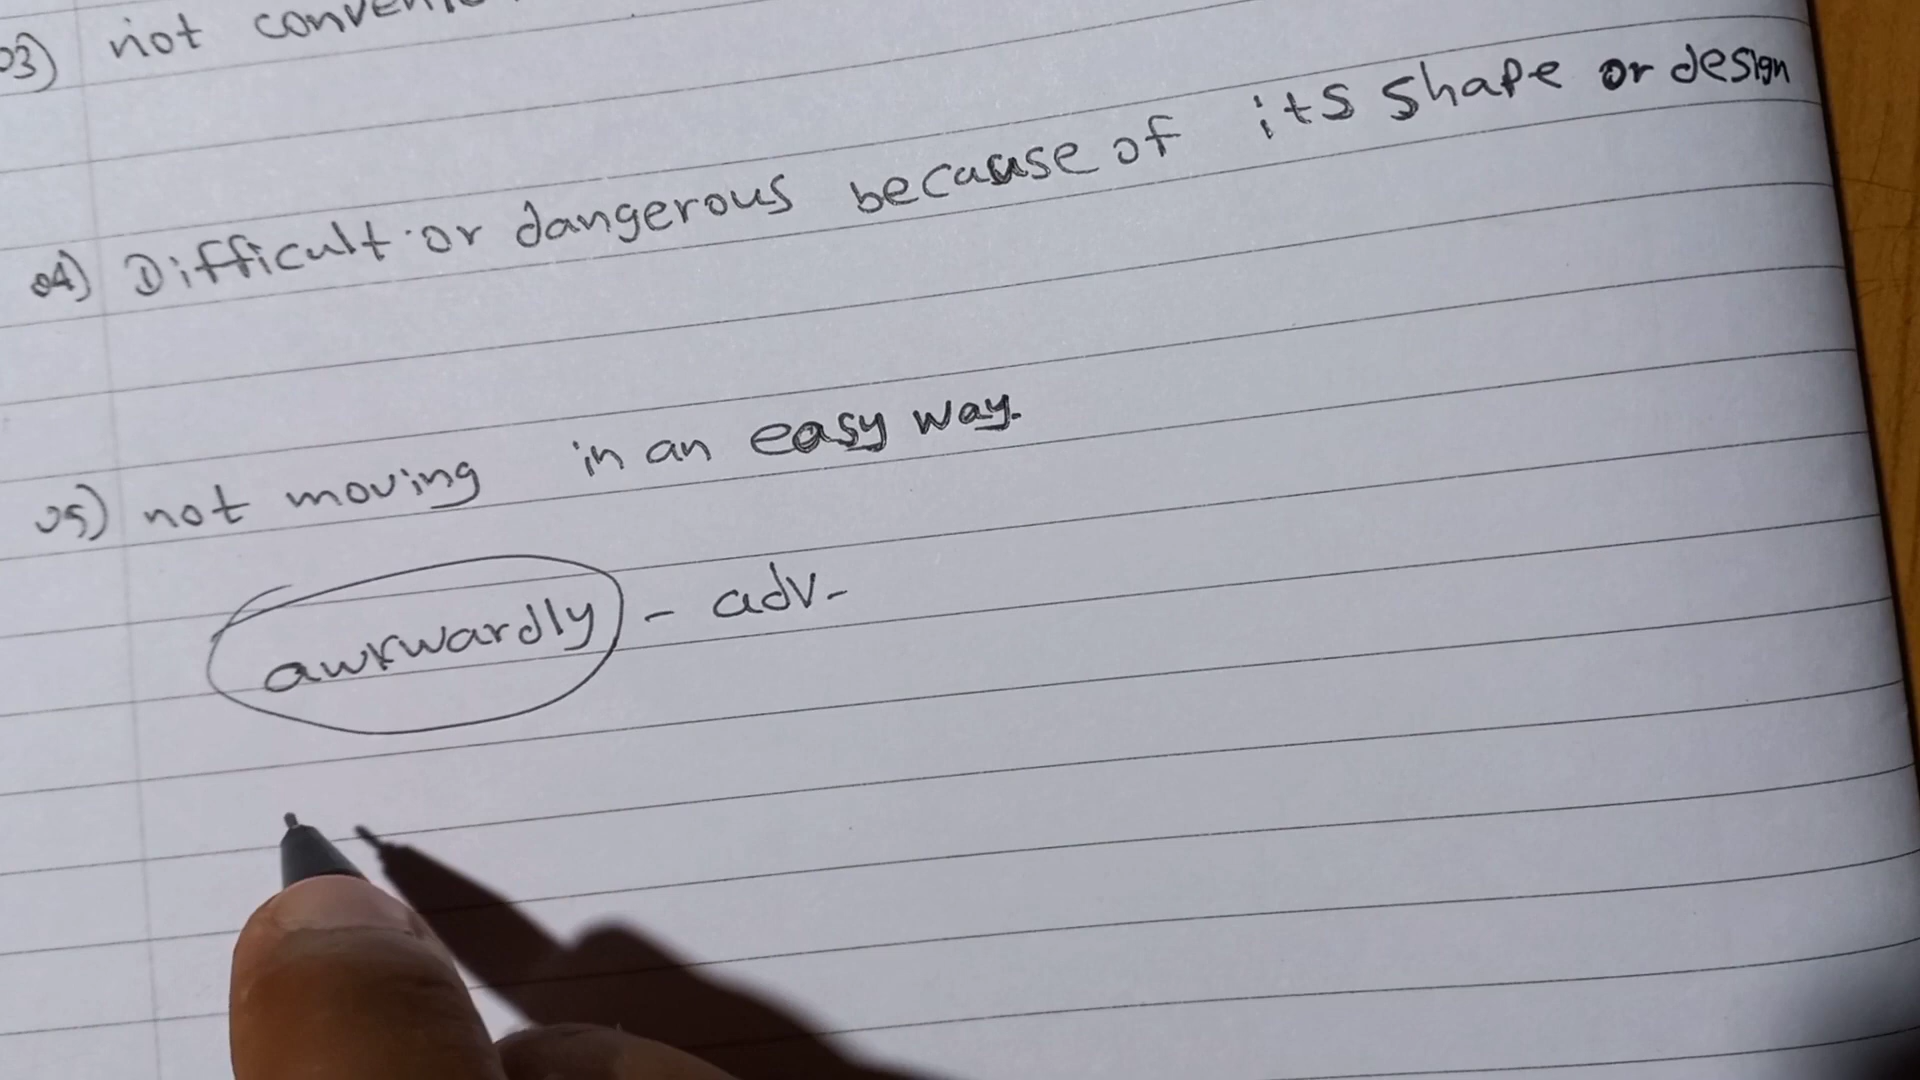 03) not
04) Difficult or dangerous because of its shape or design
05) not moving in an easy way.
awkwardly - adv-